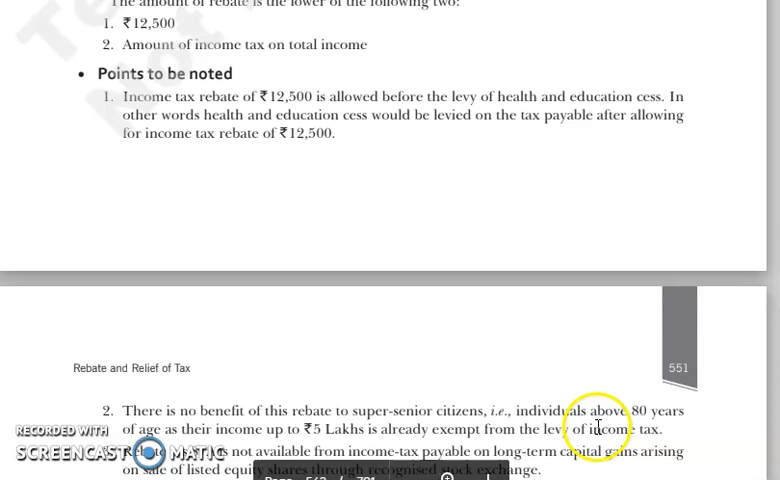 The amount of rebate is the lower of the following two:
1. ₹12,500
2. Amount of income tax on total income
• Points to be noted
1. Income tax rebate of ₹12,500 is allowed before the levy of health and education cess. In
other words health and education cess would be levied on the tax payable after allowing
for income tax rebate of ₹12,500.
Rebate and Relief of Tax
551
2. There is no benefit of this rebate to super-senior citizens, i.e., individuals above 80 years
of age as their income up to ₹5 Lakhs is already exempt from the levy of income tax.
is not available from income-tax payable on long-term capital gains arising
on sale of listed equity shares through recognised stock exchange.
RECORDED WITH
SCREENCAST MATIC
Page / 791